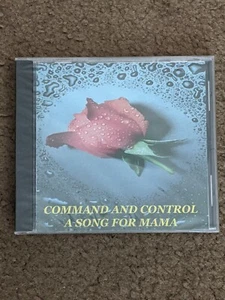 COMMAND AND CONTROL
A SONG FOR MAMA